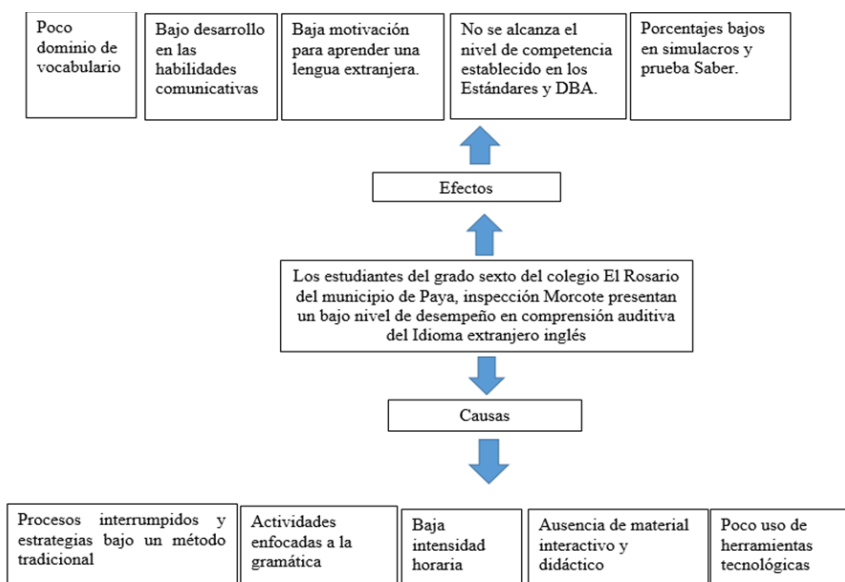 Poco
dominio de
vocabulario
Bajo desarrollo
en las
habilidades
comunicativas
Baja motivación
para aprender una
lengua extranjera.
No se alcanza el
nivel de competencia
establecido en los
Estándares y DBA.
Porcentajes bajos
en simulacros y
prueba Saber.
Efectos
Los estudiantes del grado sexto del colegio El Rosario
del municipio de Paya, inspección Morcote presentan
un bajo nivel de desempeño en comprensión auditiva
del Idioma extranjero inglés
Causas
Procesos interrumpidos y
estrategias bajo un método
tradicional
Actividades
enfocadas a la
gramática
Baja
intensidad
horaria
Ausencia de material
interactivo y
didáctico
Poco uso de
herramientas
tecnológicas